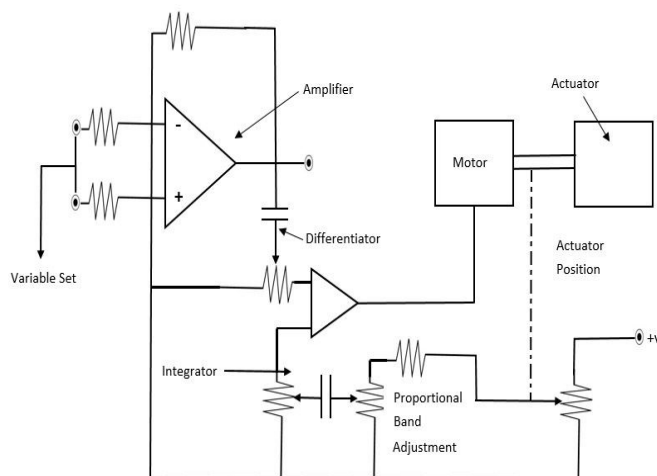 Actuator
Amplifier
-
+
Motor
Variable Set
Differentiator
Actuator
Position
+v
Integrator
Proportional
Band
Adjustment